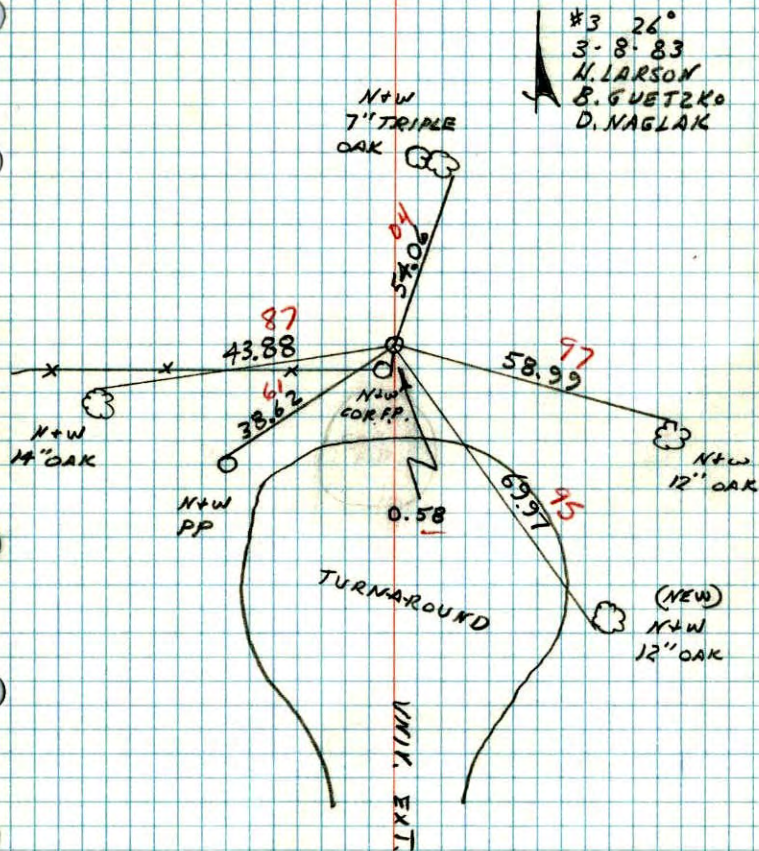 #3 26°
3-8-83
H. LARSON
B. GUETZKO
D. NAGLAK
N+W
7" TRIPLE
OAK
04
54.06
87
43.88
97
58.99
61
38.62
N+W
COR. F.P.
N+W
14" OAK
N+W
12" OAK
N+W
PP
0.58
95
69.97
TURNAROUND
(NEW)
N+W
12" OAK
UNIV. EXT.